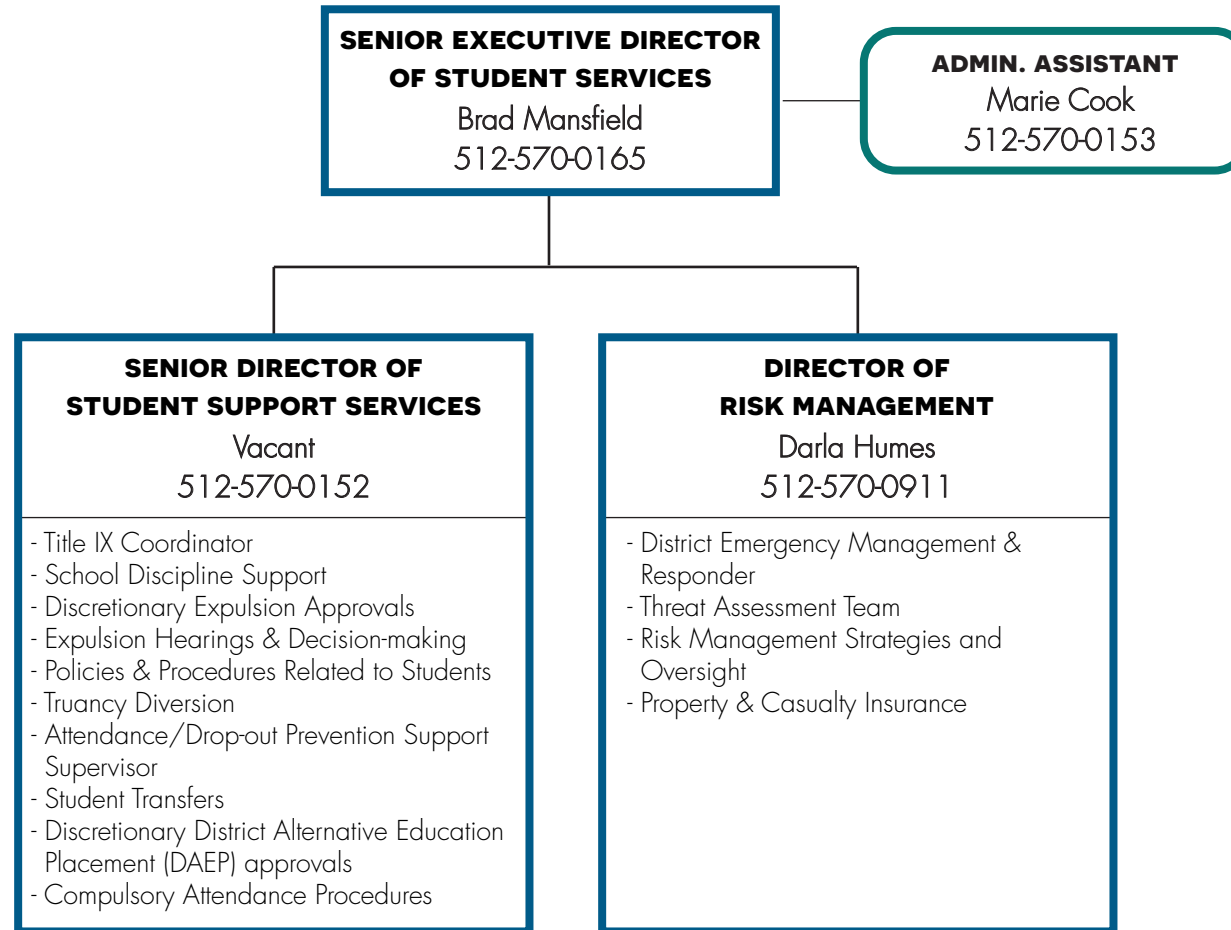 SENIOR EXECUTIVE DIRECTOR
OF STUDENT SERVICES
Brad Mansfield
512-570-0165
ADMIN. ASSISTANT
Marie Cook
512-570-0153
SENIOR DIRECTOR OF
STUDENT SUPPORT SERVICES
Vacant
512-570-0152
- Title IX Coordinator
- School Discipline Support
- Discretionary Expulsion Approvals
- Expulsion Hearings & Decision-making
- Policies & Procedures Related to Students
- Truancy Diversion
- Attendance/Drop-out Prevention Support
Supervisor
- Student Transfers
- Discretionary District Alternative Education
Placement (DAEP) approvals
- Compulsory Attendance Procedures
DIRECTOR OF
RISK MANAGEMENT
Darla Humes
512-570-0911
- District Emergency Management &
Responder
- Threat Assessment Team
- Risk Management Strategies and
Oversight
- Property & Casualty Insurance